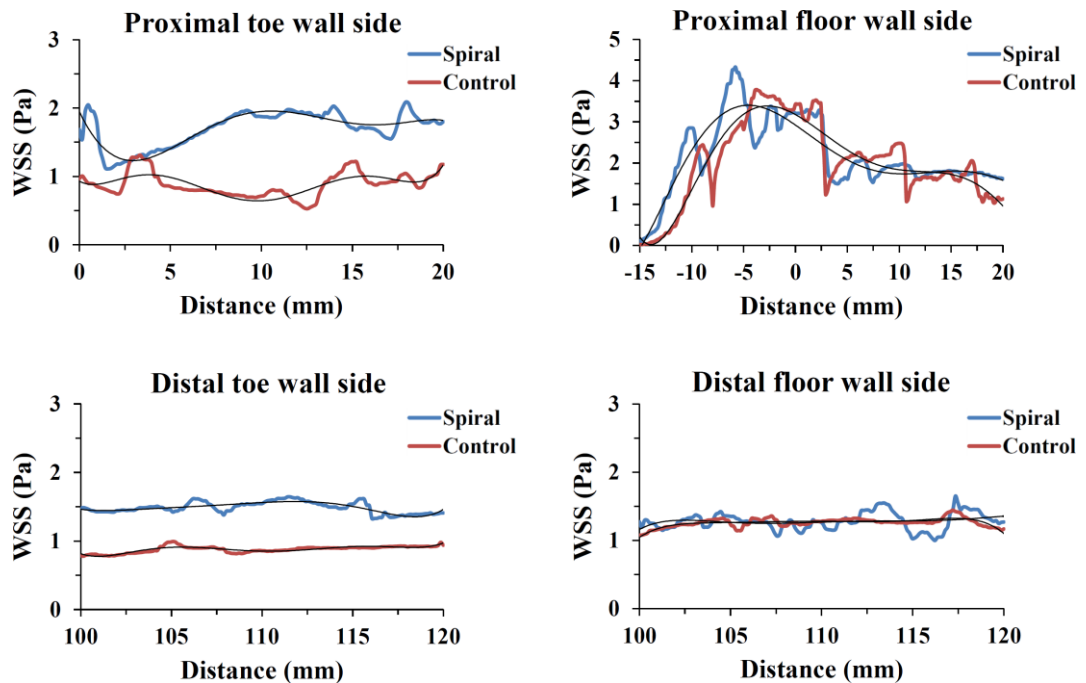 Proximal toe wall side
3
Spiral
Control
2
WSS (Pa)
1
0
0 5 10 15 20
Distance (mm)
Proximal floor wall side
5
Spiral
4
Control
3
WSS (Pa)
2
1
0
-15 -10 -5 0 5 10 15 20
Distance (mm)
Distal toe wall side
3
Spiral
Control
2
WSS (Pa)
1
0
100 105 110 115 120
Distance (mm)
Distal floor wall side
3
Spiral
Control
2
WSS (Pa)
1
0
100 105 110 115 120
Distance (mm)